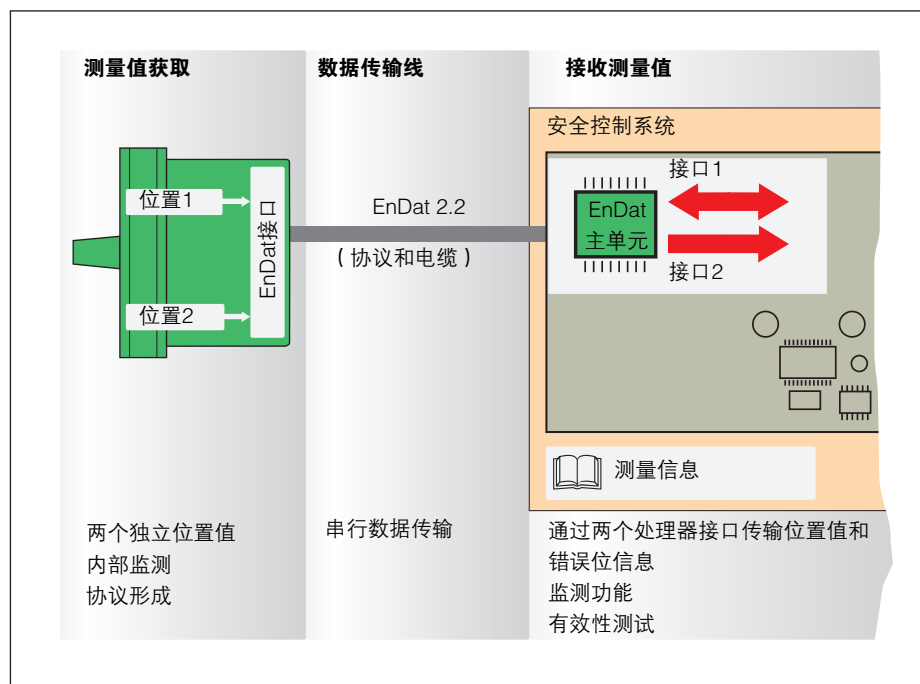 测量值获取
数据传输线
接收测量值
安全控制系统
位置1
位置2
EnDat接口
EnDat 2.2
（协议和电缆）
接口1
EnDat
主单元
接口2
测量信息
两个独立位置值
内部监测
协议形成
串行数据传输
通过两个处理器接口传输位置值和
错误位信息
监测功能
有效性测试